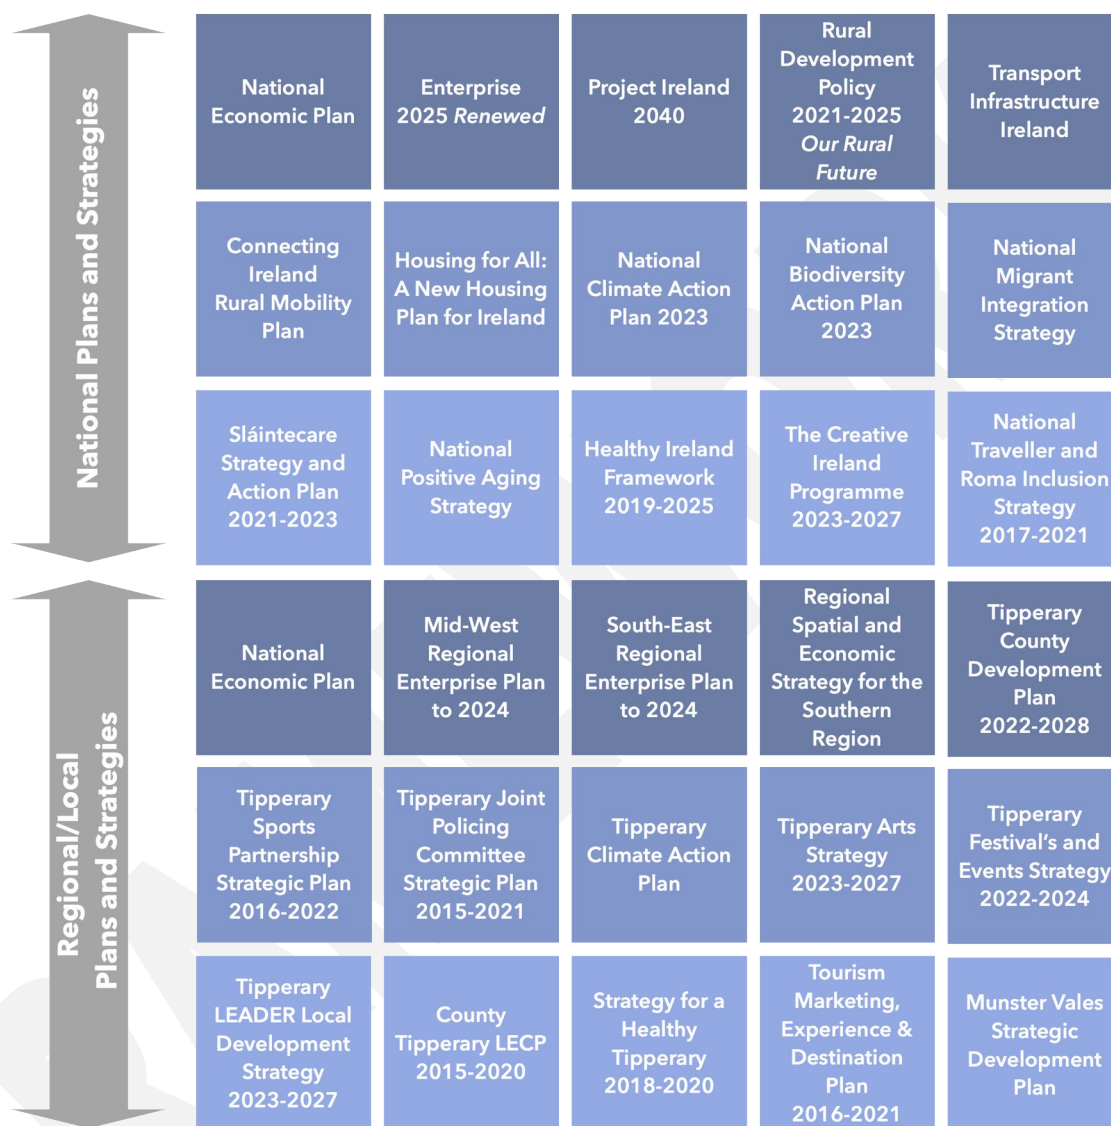 National Plans and Strategies
National
Economic Plan
Enterprise
2025 Renewed
Project Ireland
2040
Rural
Development
Policy
2021-2025
Our Rural
Future
Transport
Infrastructure
Ireland
Connecting
Ireland
Rural Mobility
Plan
Housing for All:
A New Housing
Plan for Ireland
National
Climate Action
Plan 2023
National
Biodiversity
Action Plan
2023
National
Migrant
Integration
Strategy
Sláintecare
Strategy and
Action Plan
2021-2023
National
Positive Aging
Strategy
Healthy Ireland
Framework
2019-2025
The Creative
Ireland
Programme
2023-2027
National
Traveller and
Roma Inclusion
Strategy
2017-2021
Regional/Local
Plans and Strategies
National
Economic Plan
Mid-West
Regional
Enterprise Plan
to 2024
South-East
Regional
Enterprise Plan
to 2024
Regional
Spatial and
Economic
Strategy for the
Southern
Region
Tipperary
County
Development
Plan
2022-2028
Tipperary
Sports
Partnership
Strategic Plan
2016-2022
Tipperary Joint
Policing
Committee
Strategic Plan
2015-2021
Tipperary
Climate Action
Plan
Tipperary Arts
Strategy
2023-2027
Tipperary
Festival's and
Events Strategy
2022-2024
Tipperary
LEADER Local
Development
Strategy
2023-2027
County
Tipperary LECP
2015-2020
Strategy for a
Healthy
Tipperary
2018-2020
Tourism
Marketing,
Experience &
Destination
Plan
2016-2021
Munster Vales
Strategic
Development
Plan